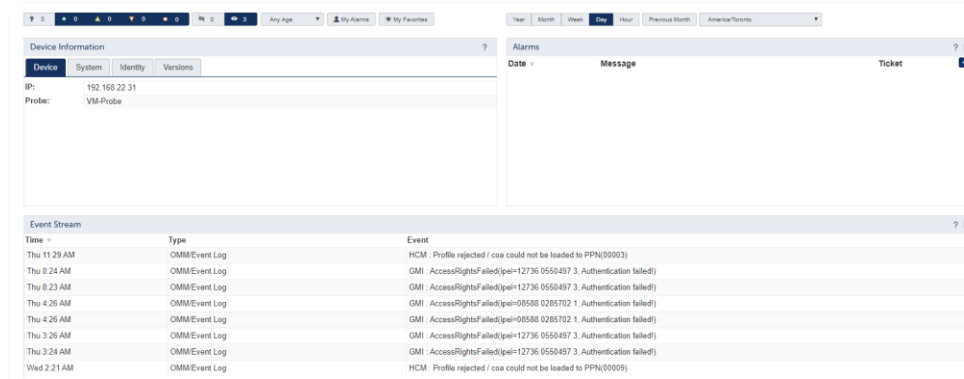 3 0 0 0 0 0 3 Any Age My Alarms My Favorites Year Month Week Day Hour Previous Month America/Toronto
Device Information ? Alarms ?
Device System Identity Versions Date Message Ticket
IP: 192.168.22.31
Probe: VM-Probe
Event Stream ?
Time Type Event
Thu 11:29 AM OMM/Event Log HCM : Profile rejected / coa could not be loaded to PPN(00003)
Thu 8:24 AM OMM/Event Log GMI : AccessRightsFailed(ipei=12736 0550497 3, Authentication failed!)
Thu 8:23 AM OMM/Event Log GMI : AccessRightsFailed(ipei=12736 0550497 3, Authentication failed!)
Thu 4:26 AM OMM/Event Log GMI : AccessRightsFailed(ipei=08588 0285702 1, Authentication failed!)
Thu 4:26 AM OMM/Event Log GMI : AccessRightsFailed(ipei=08588 0285702 1, Authentication failed!)
Thu 3:26 AM OMM/Event Log GMI : AccessRightsFailed(ipei=12736 0550497 3, Authentication failed!)
Thu 3:24 AM OMM/Event Log GMI : AccessRightsFailed(ipei=12736 0550497 3, Authentication failed!)
Wed 2:21 AM OMM/Event Log HCM : Profile rejected / coa could not be loaded to PPN(00009)